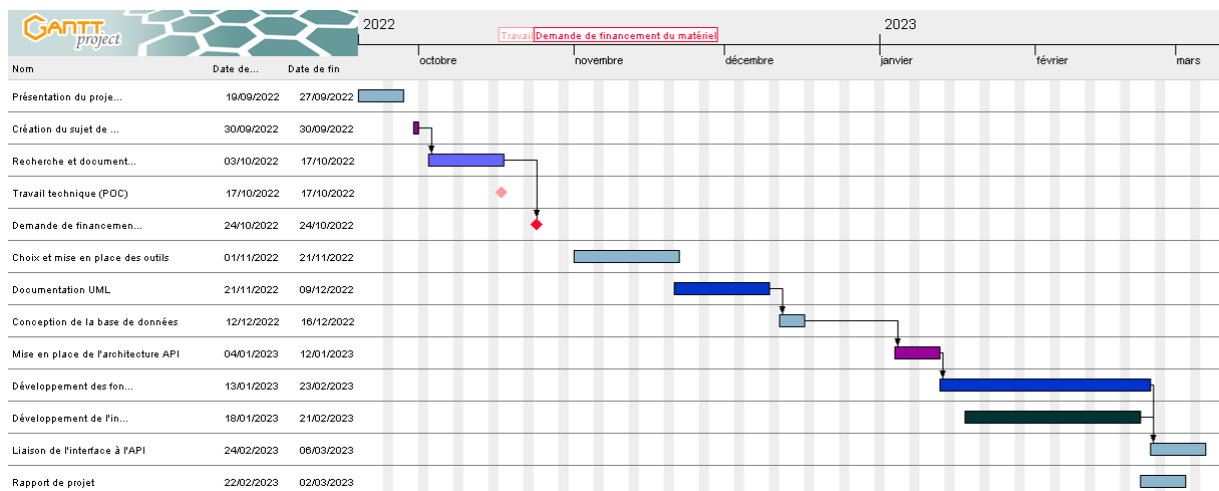 GANTT
project
2022
2023
Travail
Demande de financement du matériel
octobre
novembre
décembre
janvier
février
mars
Nom Date de... Date de fin
Présentation du proje... 19/09/2022 27/09/2022
Création du sujet de ... 30/09/2022 30/09/2022
Recherche et document... 03/10/2022 17/10/2022
Travail technique (POC) 17/10/2022 17/10/2022
Demande de financemen... 24/10/2022 24/10/2022
Choix et mise en place des outils 01/11/2022 21/11/2022
Documentation UML 21/11/2022 09/12/2022
Conception de la base de données 12/12/2022 16/12/2022
Mise en place de l'architecture API 04/01/2023 12/01/2023
Développement des fon... 13/01/2023 23/02/2023
Développement de l'in... 18/01/2023 21/02/2023
Liaison de l'interface à l'API 24/02/2023 06/03/2023
Rapport de projet 22/02/2023 02/03/2023